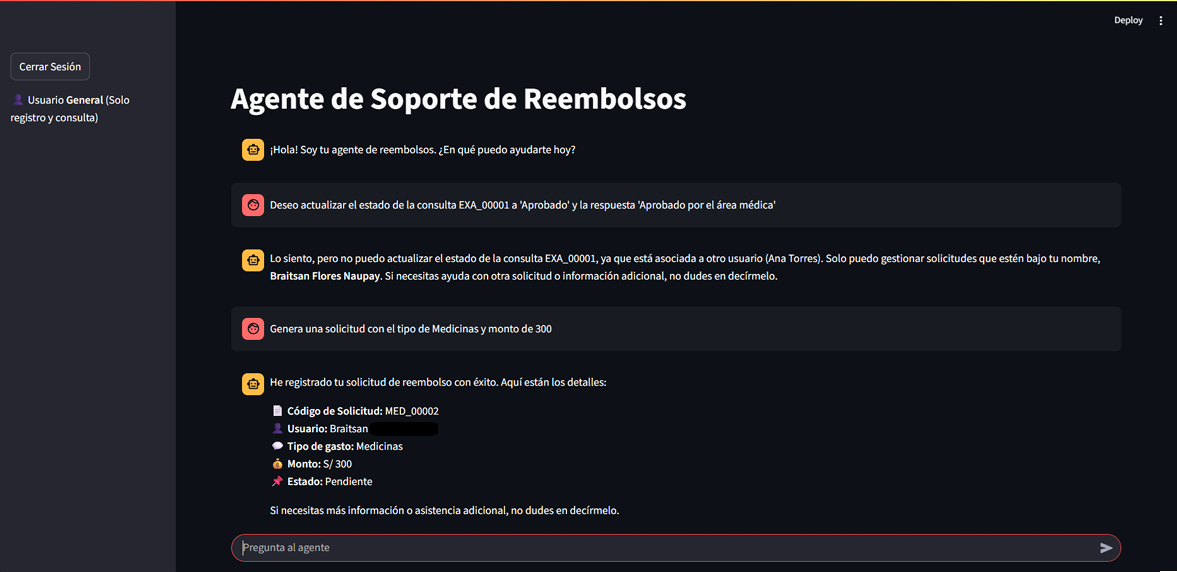 Deploy
Cerrar Sesión
Usuario General (Solo
registro y consulta)
Agente de Soporte de Reembolsos
¡Hola! Soy tu agente de reembolsos. ¿En qué puedo ayudarte hoy?
Deseo actualizar el estado de la consulta EXA_00001 a 'Aprobado' y la respuesta 'Aprobado por el área médica'
Lo siento, pero no puedo actualizar el estado de la consulta EXA_00001, ya que está asociada a otro usuario (Ana Torres). Solo puedo gestionar solicitudes que estén bajo tu nombre,
Braitsan Flores Naupay. Si necesitas ayuda con otra solicitud o información adicional, no dudes en decírmelo.
Genera una solicitud con el tipo de Medicinas y monto de 300
He registrado tu solicitud de reembolso con éxito. Aquí están los detalles:
Código de Solicitud: MED_00002
Usuario: Braitsan
Tipo de gasto: Medicinas
Monto: S/ 300
Estado: Pendiente
Si necesitas más información o asistencia adicional, no dudes en decírmelo.
Pregunta al agente